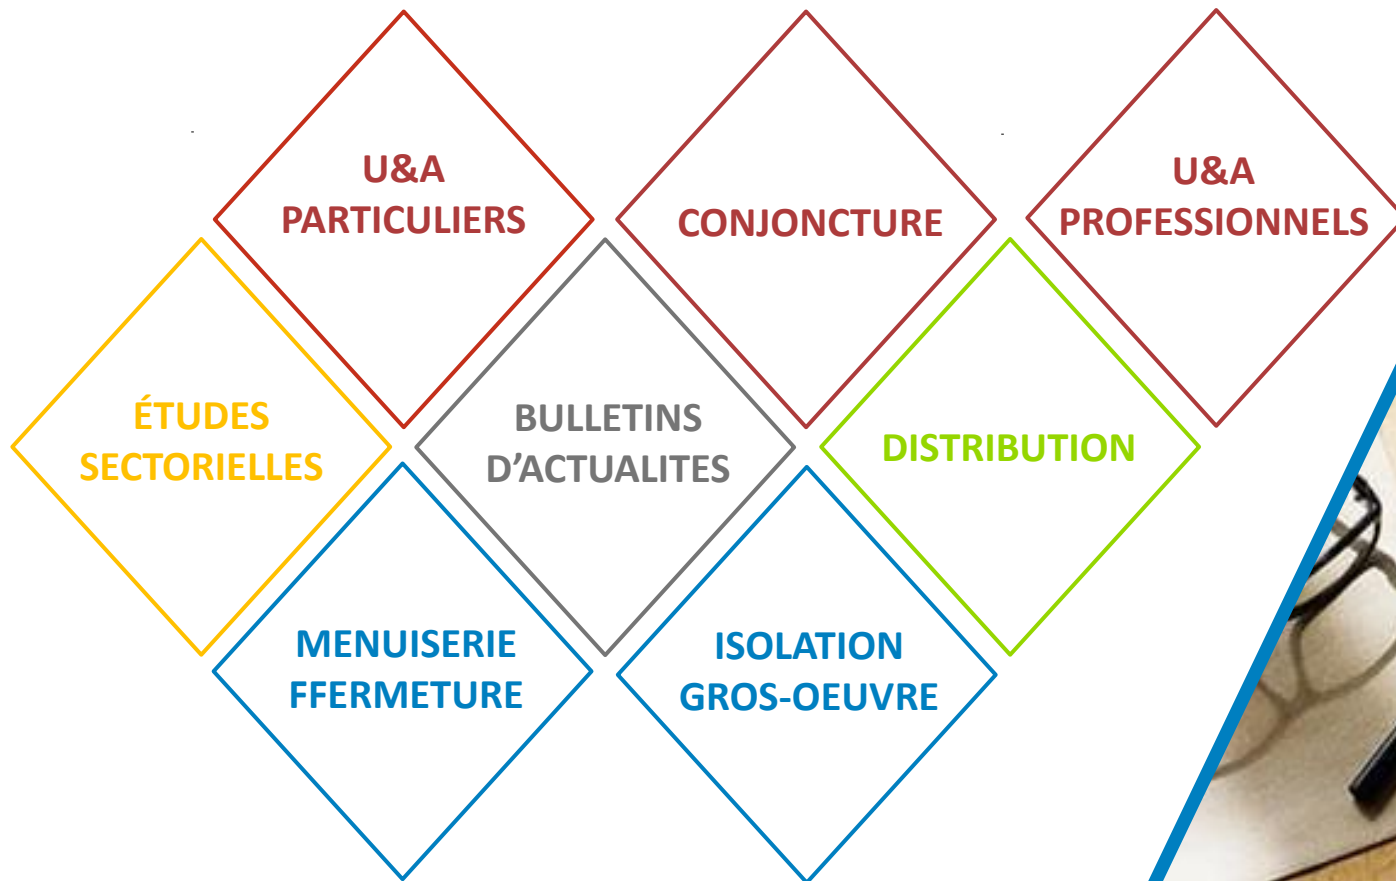 U&A
PARTICULIERS
CONJONCTURE
U&A
PROFESSIONNELS
ÉTUDES
SECTORIELLES
BULLETINS
D’ACTUALITES
DISTRIBUTION
MENUISERIE
FFERMETURE
ISOLATION
GROS-OEUVRE